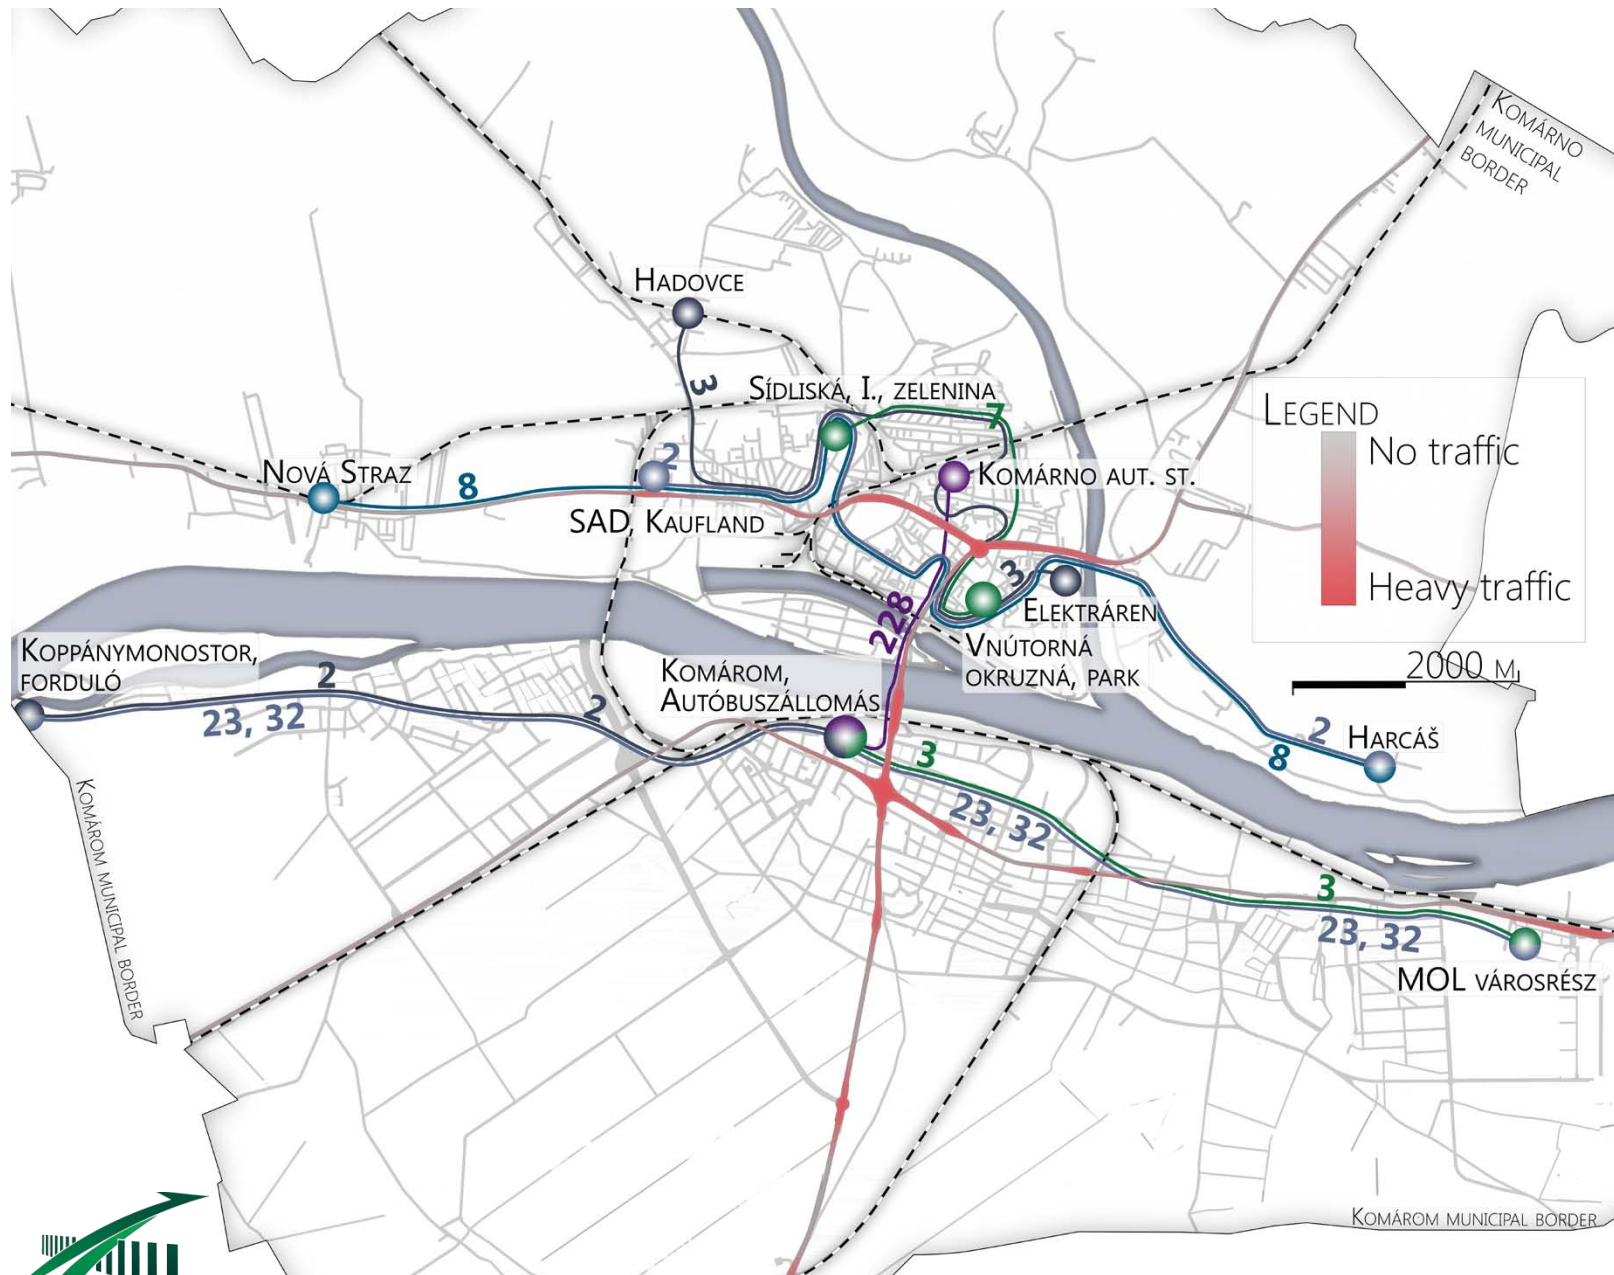 KOMÁRNO
MUNICIPAL
BORDER
HADOVCE
3
SÍDLISKÁ, I., ZELENINA
7
LEGEND
No traffic
Heavy traffic
2
NOVÁ STRAZ
8
KOMÁRNO AUT. ST.
SAD, KAUFLAND
3
ELEKTRÁREN
228
VNÚTORNÁ
OKRUZNÁ, PARK
KOPPÁNYMONOSTOR,
FORDULÓ
2
23, 32
2
KOMÁROM,
AUTÓBUSZÁLLOMÁS
2000 M
2
8
HARCÁŠ
3
23, 32
KOMÁROM MUNICIPAL BORDER
3
23, 32
MOL VÁROSRÉSZ
KOMÁROM MUNICIPAL BORDER